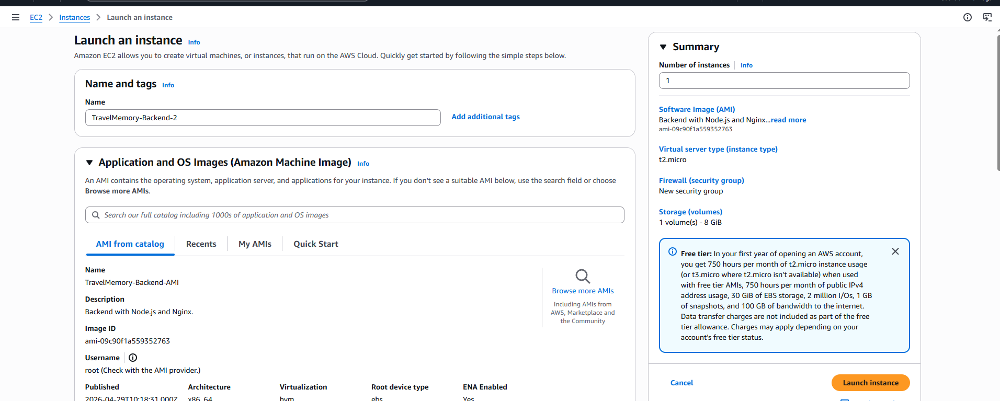 EC2 Instances Launch an instance
Launch an instance Info
Amazon EC2 allows you to create virtual machines, or instances, that run on the AWS Cloud. Quickly get started by following the simple steps below.
Name and tags Info
Name
TravelMemory-Backend-2
Add additional tags
Application and OS Images (Amazon Machine Image) Info
An AMI contains the operating system, application server, and applications for your instance. If you don't see a suitable AMI below, use the search field or choose
Browse more AMIs.
Search our full catalog including 1000s of application and OS images
AMI from catalog Recents My AMIs Quick Start
Name
TravelMemory-Backend-AMI
Description
Backend with Node.js and Nginx.
Image ID
ami-09c90f1a559352763
Username
root (Check with the AMI provider.)
Browse more AMIs
Including AMIs from
AWS, Marketplace and
the Community
Published Architecture Virtualization Root device type ENA Enabled
2026-04-29T10:18:31.000Z x86_64 hvm ebs Yes
Summary
Number of instances Info
1
Software Image (AMI)
Backend with Node.js and Nginx...read more
ami-09c90f1a559352763
Virtual server type (instance type)
t2.micro
Firewall (security group)
New security group
Storage (volumes)
1 volume(s) - 8 GiB
Free tier: In your first year of opening an AWS account,
you get 750 hours per month of t2.micro instance usage
(or t3.micro where t2.micro isn't available) when used
with free tier AMIs, 750 hours per month of public IPv4
address usage, 30 GiB of EBS storage, 2 million I/Os, 1 GB
of snapshots, and 100 GB of bandwidth to the internet.
Data transfer charges are not included as part of the free
tier allowance. Charges may apply depending on your
account's free tier status.
Cancel
Launch instance